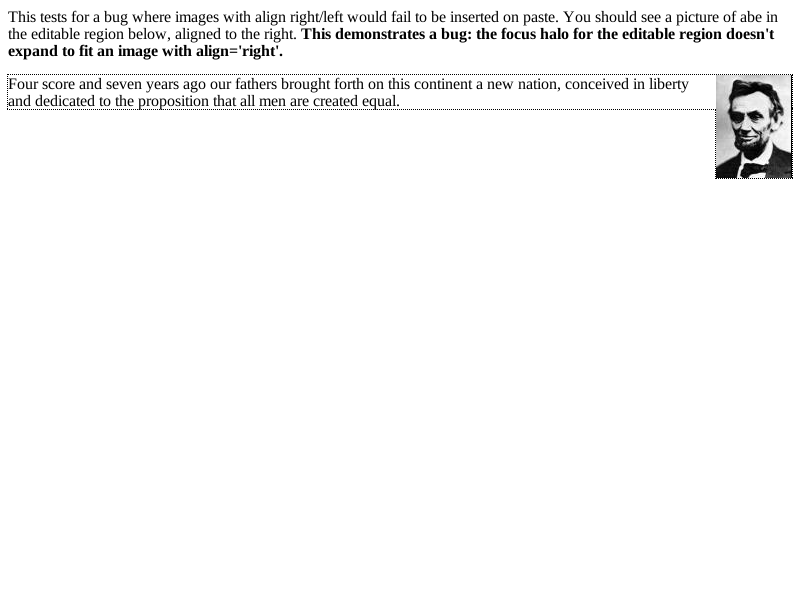 This tests for a bug where images with align right/left would fail to be inserted on paste. You should see a picture of abe in
the editable region below, aligned to the right. This demonstrates a bug: the focus halo for the editable region doesn't
expand to fit an image with align='right'.
Four score and seven years ago our fathers brought forth on this continent a new nation, conceived in liberty
and dedicated to the proposition that all men are created equal.